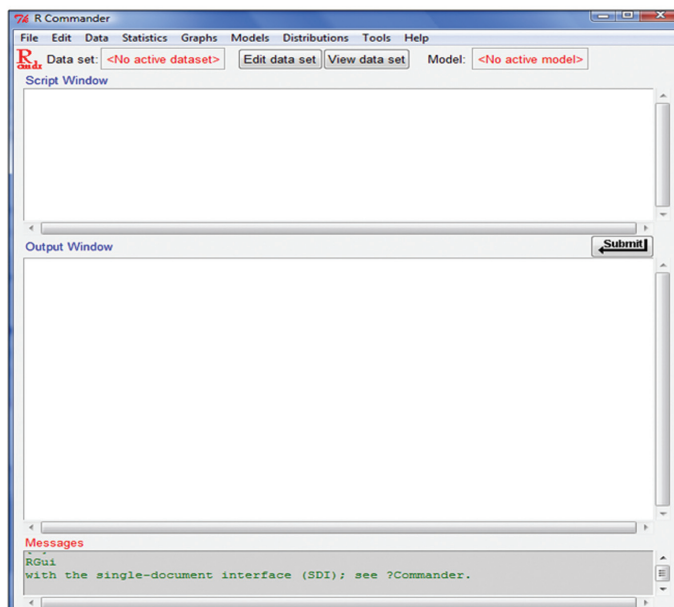 R Commander
File Edit Data Statistics Graphs Models Distributions Tools Help
R Data set: <No active dataset> Edit data set View data set Model: <No active model>
cmdr
Script Window
Output Window Submit
Messages
RGui
with the single-document interface (SDI); see ?Commander.